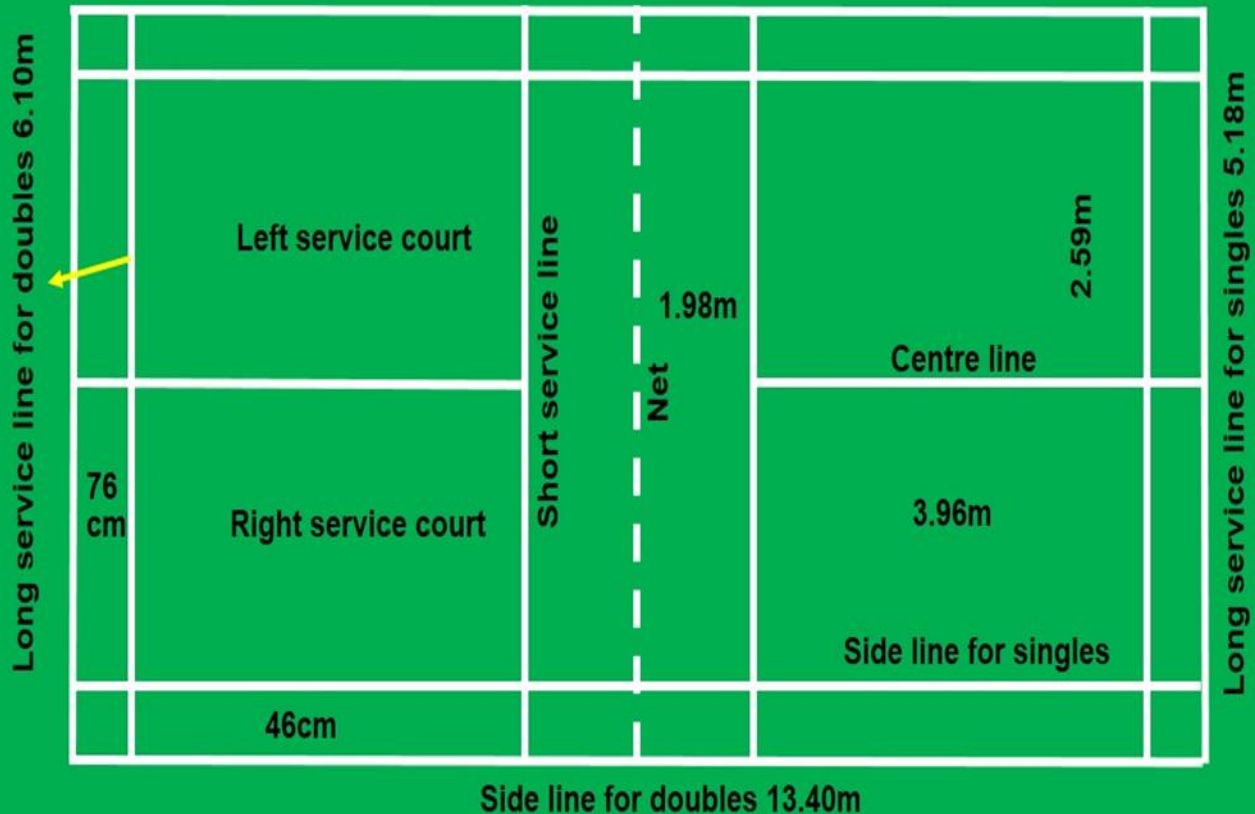 Long service line for doubles 6.10m
Left service court
Short service line
1.98m
Net
2.59m
Centre line
Long service line for singles 5.18m
76
cm
Right service court
3.96m
Side line for singles
46cm
Side line for doubles 13.40m